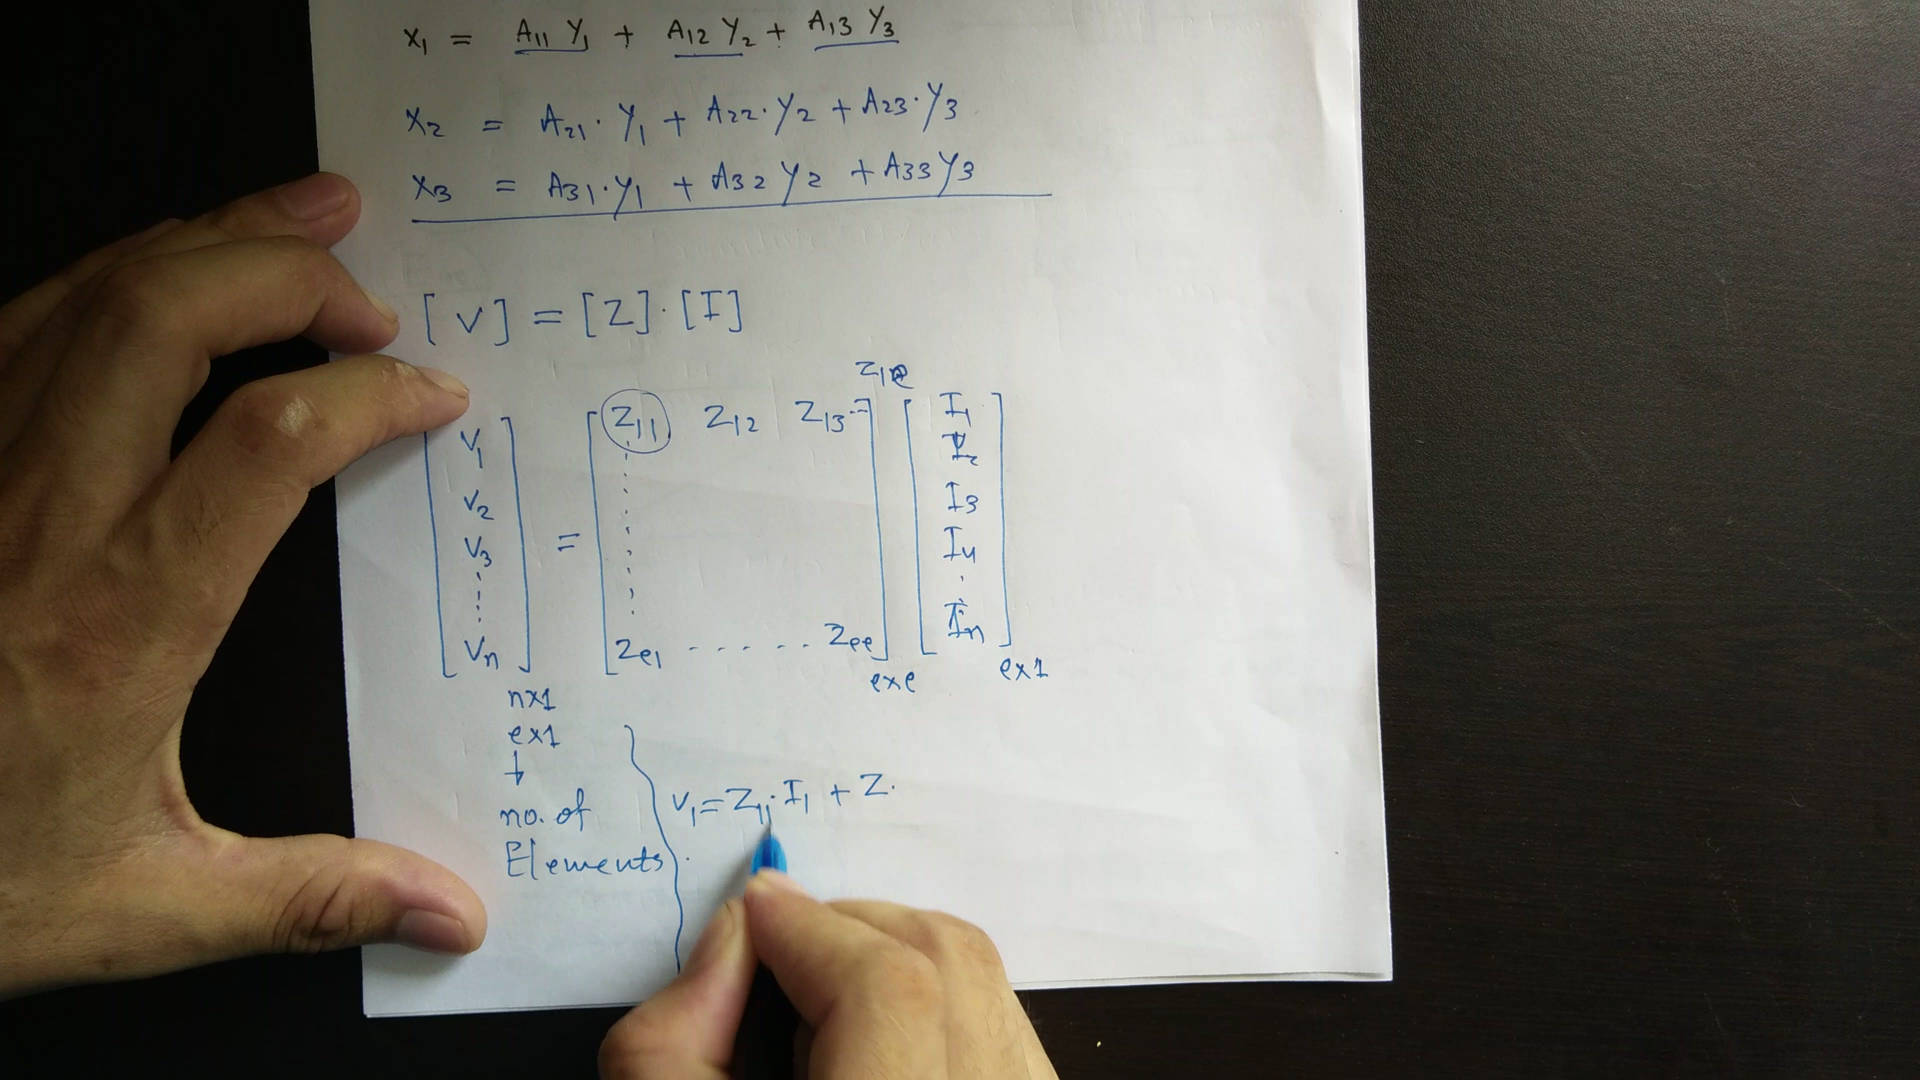 X1 = A11 Y1 + A12 Y2 + A13 Y3
X2 = A21 · Y1 + A22 · Y2 + A23 · Y3
X3 = A31 · Y1 + A32 Y2 + A33 Y3
[V] = [Z] · [I]
Z1e
V1 Z11 Z12 Z13 -- I1
V2 I2
V3 = I3
⋮ I4
Vn Ze1 ...... Zee In
nx1 exe ex1
ex1
↓
no. of V1 = Z11 · I1 + Z.
Elements